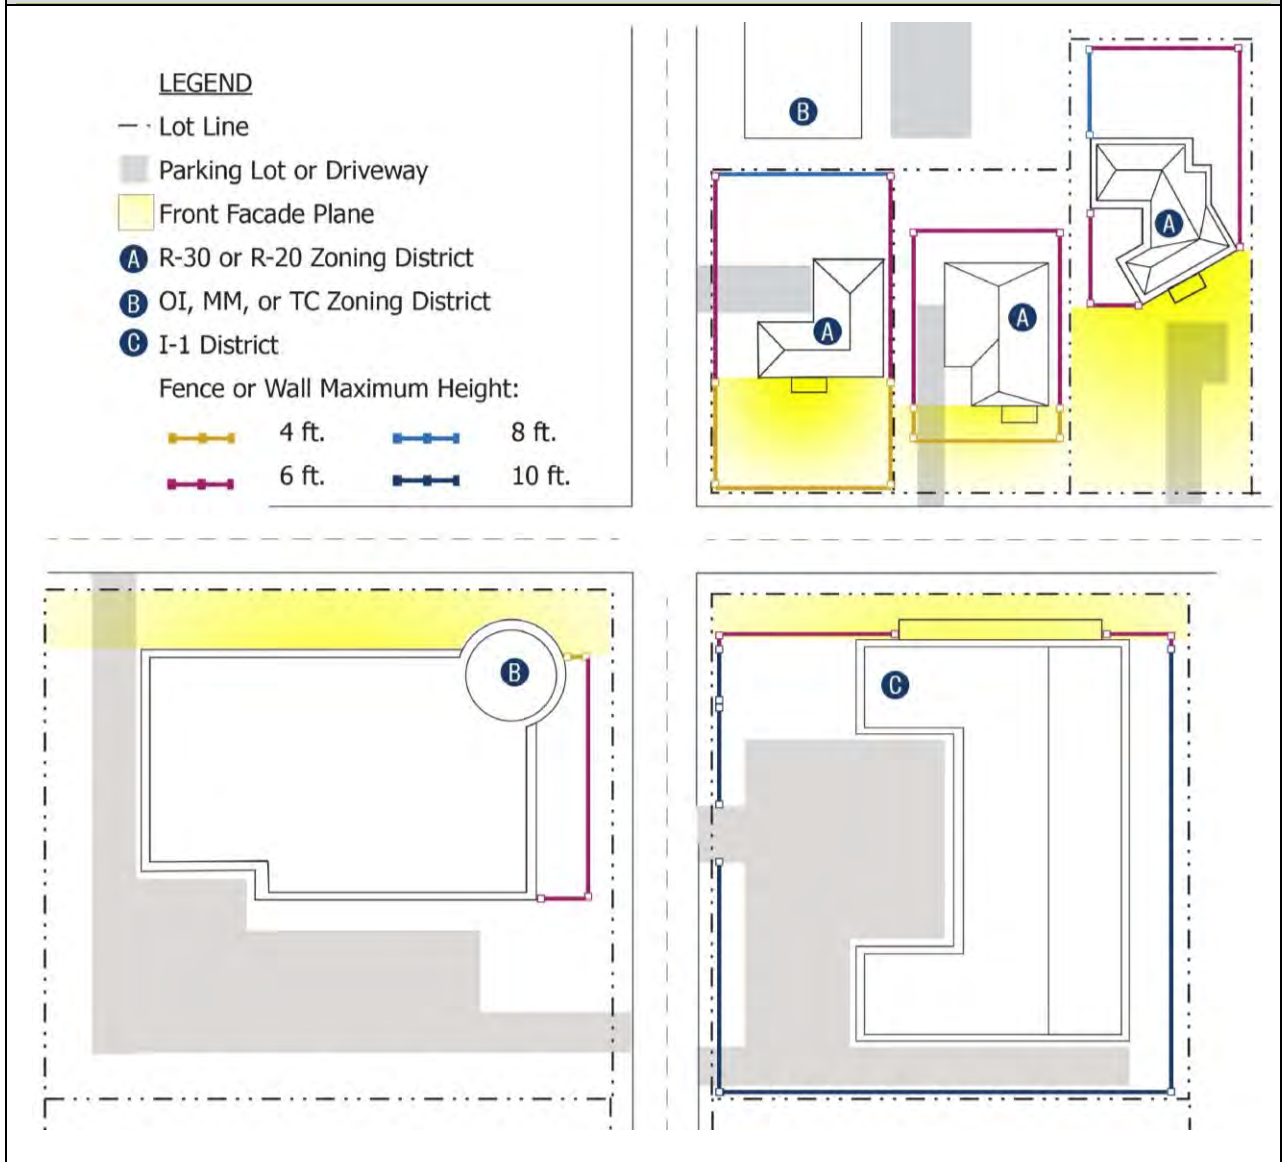 LEGEND
Lot Line
Parking Lot or Driveway
Front Facade Plane
A R-30 or R-20 Zoning District
B OI, MM, or TC Zoning District
C I-1 District
Fence or Wall Maximum Height:
4 ft. 8 ft.
6 ft. 10 ft.
B
A
A
A
B
C